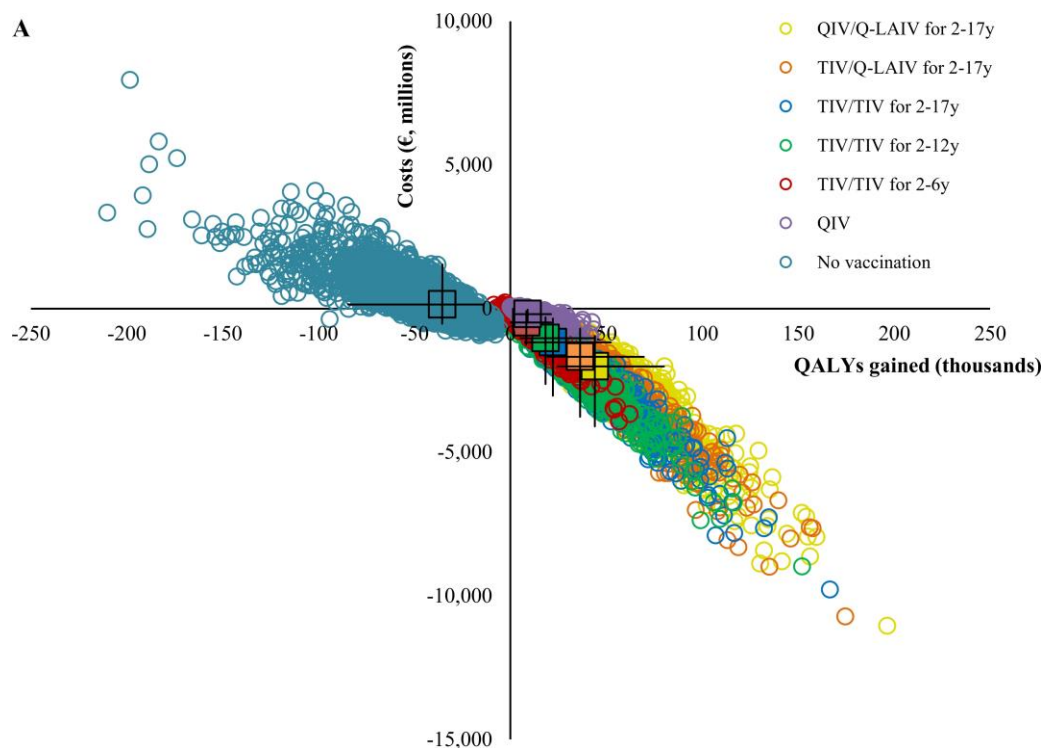 A
10,000
5,000
0
-5,000
-10,000
-15,000
Costs (€, millions)
-250
-200
-150
-100
-50
0
50
100
150
200
250
QALYs gained (thousands)
QIV/Q-LAIV for 2-17y
TIV/Q-LAIV for 2-17y
TIV/TIV for 2-17y
TIV/TIV for 2-12y
TIV/TIV for 2-6y
QIV
No vaccination